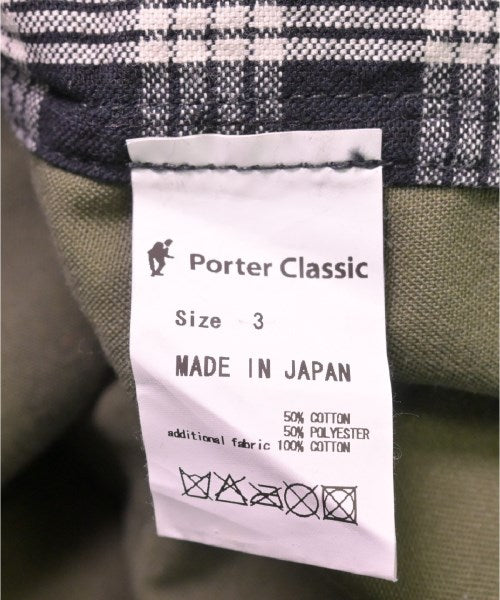 Porter Classic
Size 3
MADE IN JAPAN
50% COTTON
50% POLYESTER
additional fabric 100% COTTON